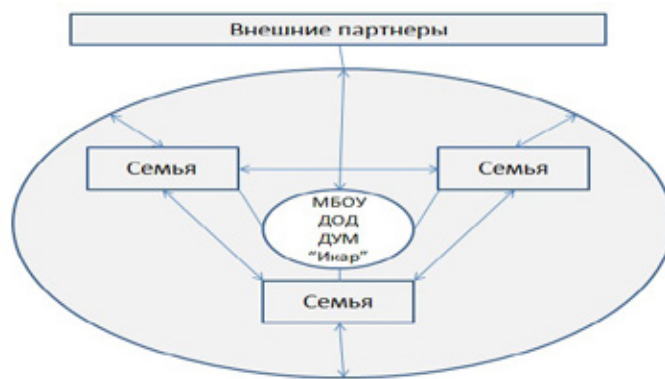 Внешние партнеры
Семья
Семья
МБОУ
ДОД
ДУМ
“Икар”
Семья